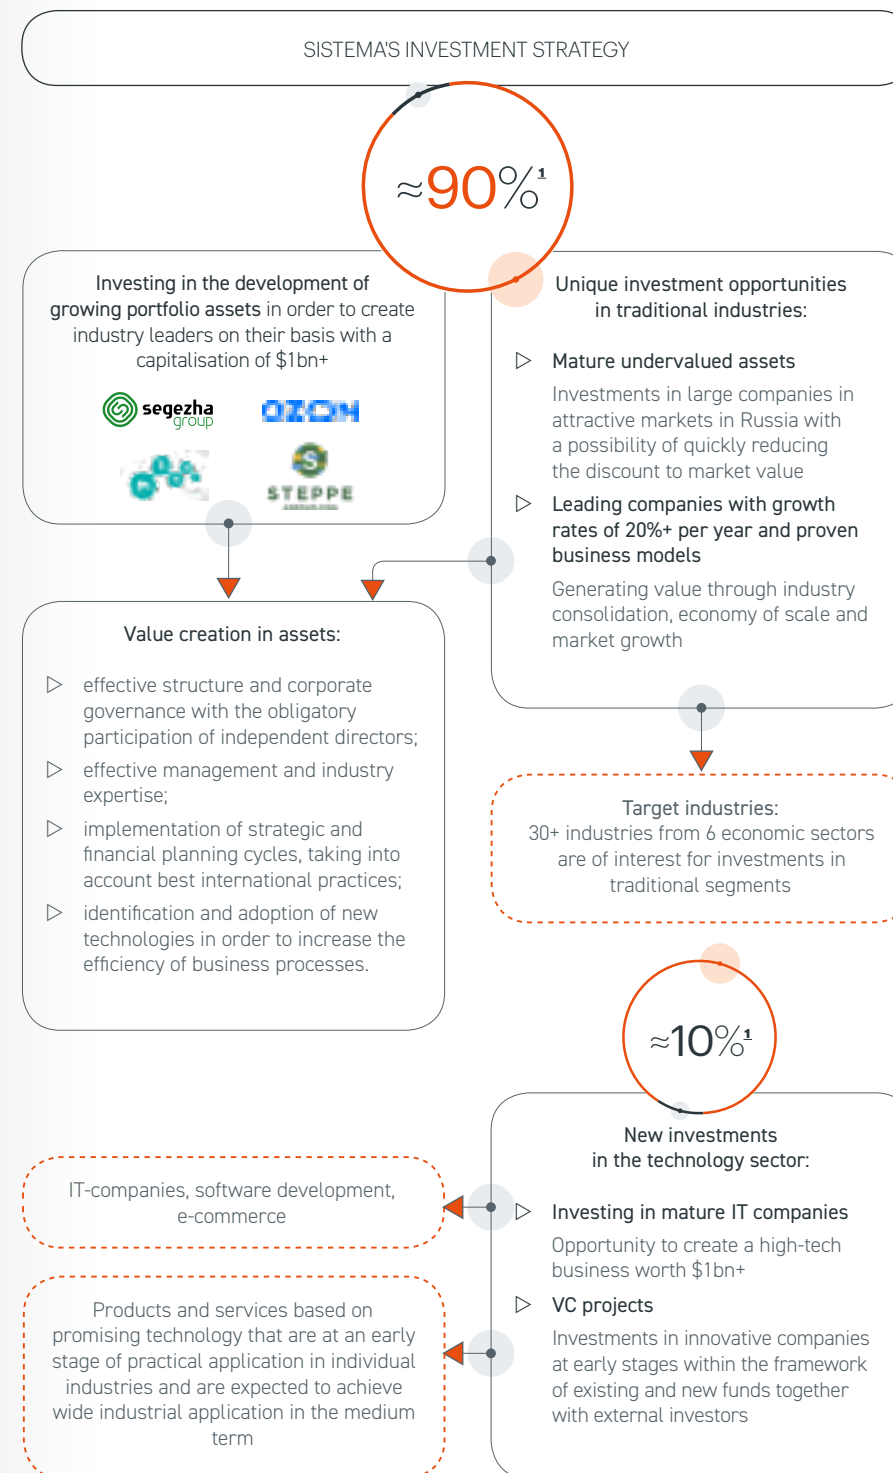 SISTEMA'S INVESTMENT STRATEGY
≈90%¹
Investing in the development of
growing portfolio assets in order to create
industry leaders on their basis with a
capitalisation of $1bn+
segezha
group
OZON
STEPPE
Unique investment opportunities
in traditional industries:
▷ Mature undervalued assets
Investments in large companies in
attractive markets in Russia with
a possibility of quickly reducing
the discount to market value
▷ Leading companies with growth
rates of 20%+ per year and proven
business models
Generating value through industry
consolidation, economy of scale and
market growth
Value creation in assets:
▷ effective structure and corporate
governance with the obligatory
participation of independent directors;
▷ effective management and industry
expertise;
▷ implementation of strategic and
financial planning cycles, taking into
account best international practices;
▷ identification and adoption of new
technologies in order to increase the
efficiency of business processes.
Target industries:
30+ industries from 6 economic sectors
are of interest for investments in
traditional segments
≈10%¹
New investments
in the technology sector:
▷ Investing in mature IT companies
Opportunity to create a high-tech
business worth $1bn+
▷ VC projects
Investments in innovative companies
at early stages within the framework
of existing and new funds together
with external investors
IT-companies, software development,
e-commerce
Products and services based on
promising technology that are at an early
stage of practical application in individual
industries and are expected to achieve
wide industrial application in the medium
term